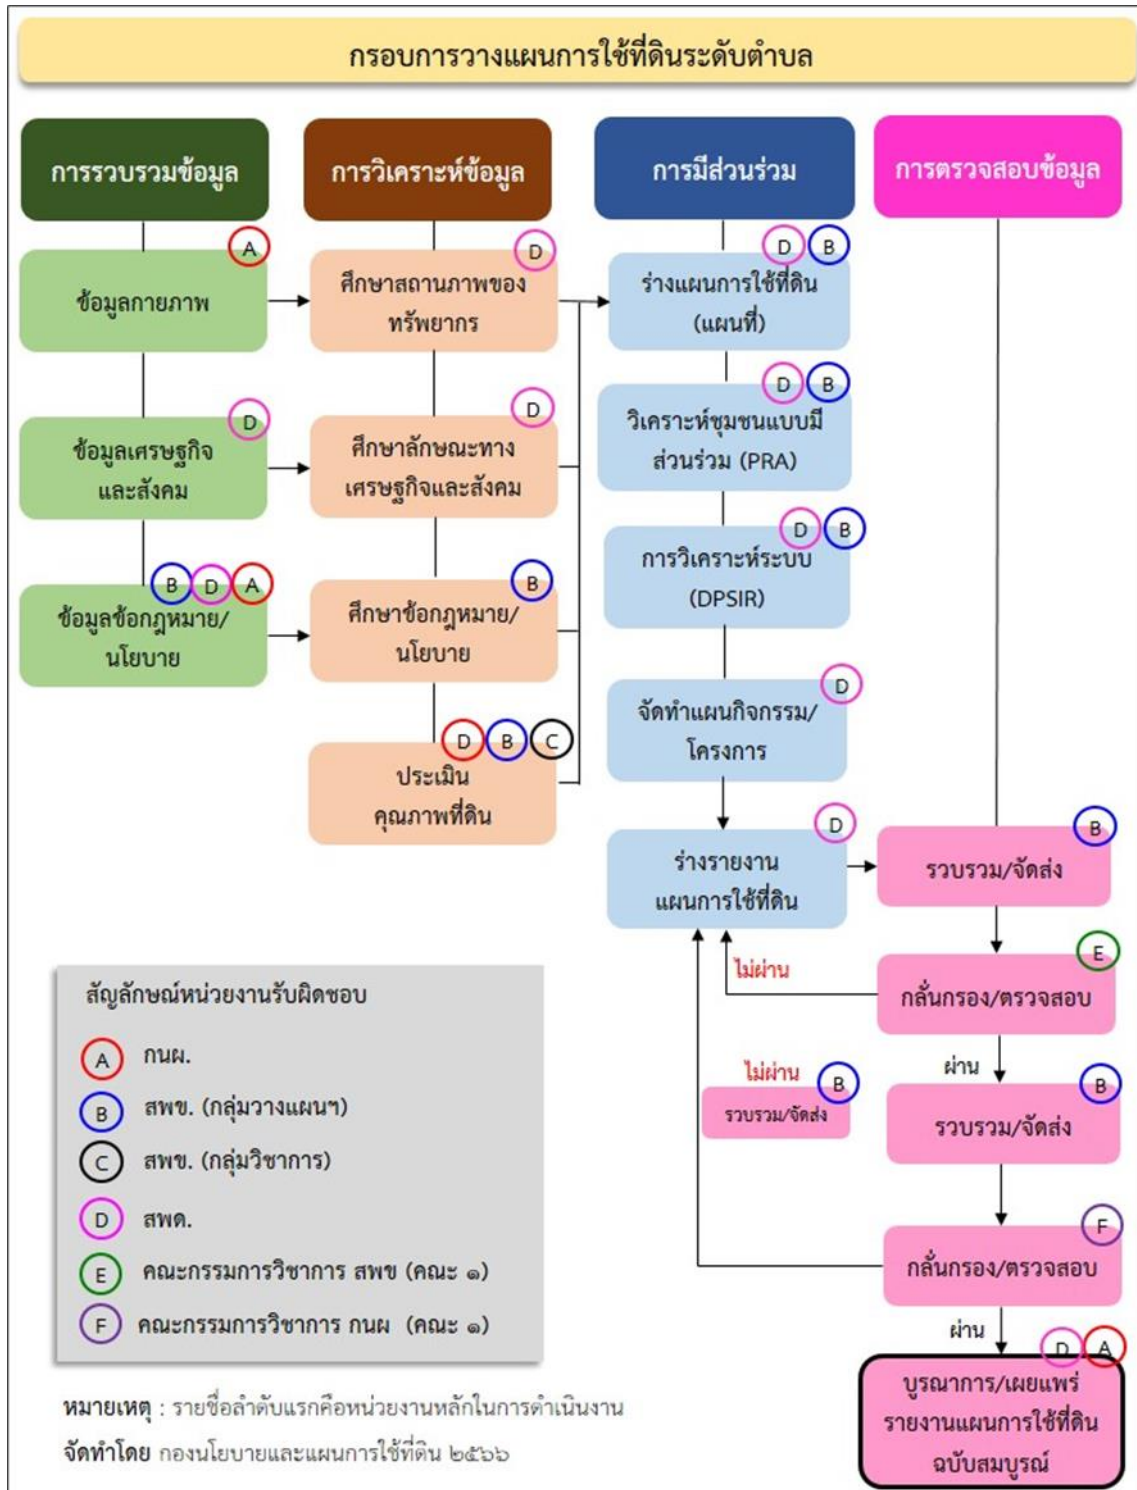 กรอบการวางแผนการใช้ที่ดินระดับตำบล
การรวบรวมข้อมูล
การวิเคราะห์ข้อมูล
การมีส่วนร่วม
การตรวจสอบข้อมูล
A
ข้อมูลกายภาพ
D
ข้อมูลเศรษฐกิจ
และสังคม
B D A
ข้อมูลข้อกฎหมาย/
นโยบาย
D
ศึกษาสถานภาพของ
ทรัพยากร
D
ศึกษาลักษณะทาง
เศรษฐกิจและสังคม
B
ศึกษาข้อกฎหมาย/
นโยบาย
D B C
ประเมิน
คุณภาพที่ดิน
D B
ร่างแผนการใช้ที่ดิน
(แผนที่)
D B
วิเคราะห์ชุมชนแบบมี
ส่วนร่วม (PRA)
D B
การวิเคราะห์ระบบ
(DPSIR)
D
จัดทำแผนกิจกรรม/
โครงการ
D
ร่างรายงาน
แผนการใช้ที่ดิน
B
รวบรวม/จัดส่ง
E
กลั่นกรอง/ตรวจสอบ
ไม่ผ่าน
ผ่าน
B
รวบรวม/จัดส่ง
ไม่ผ่าน
B
รวบรวม/จัดส่ง
F
กลั่นกรอง/ตรวจสอบ
ผ่าน
D A
บูรณาการ/เผยแพร่
รายงานแผนการใช้ที่ดิน
ฉบับสมบูรณ์
สัญลักษณ์หน่วยงานรับผิดชอบ
A กนผ.
B สพข. (กลุ่มวางแผนฯ)
C สพข. (กลุ่มวิชาการ)
D สพด.
E คณะกรรมการวิชาการ สพข (คณะ ๑)
F คณะกรรมการวิชาการ กนผ (คณะ ๑)
หมายเหตุ : รายชื่อลำดับแรกคือหน่วยงานหลักในการดำเนินงาน
จัดทำโดย กองนโยบายและแผนการใช้ที่ดิน ๒๕๖๖